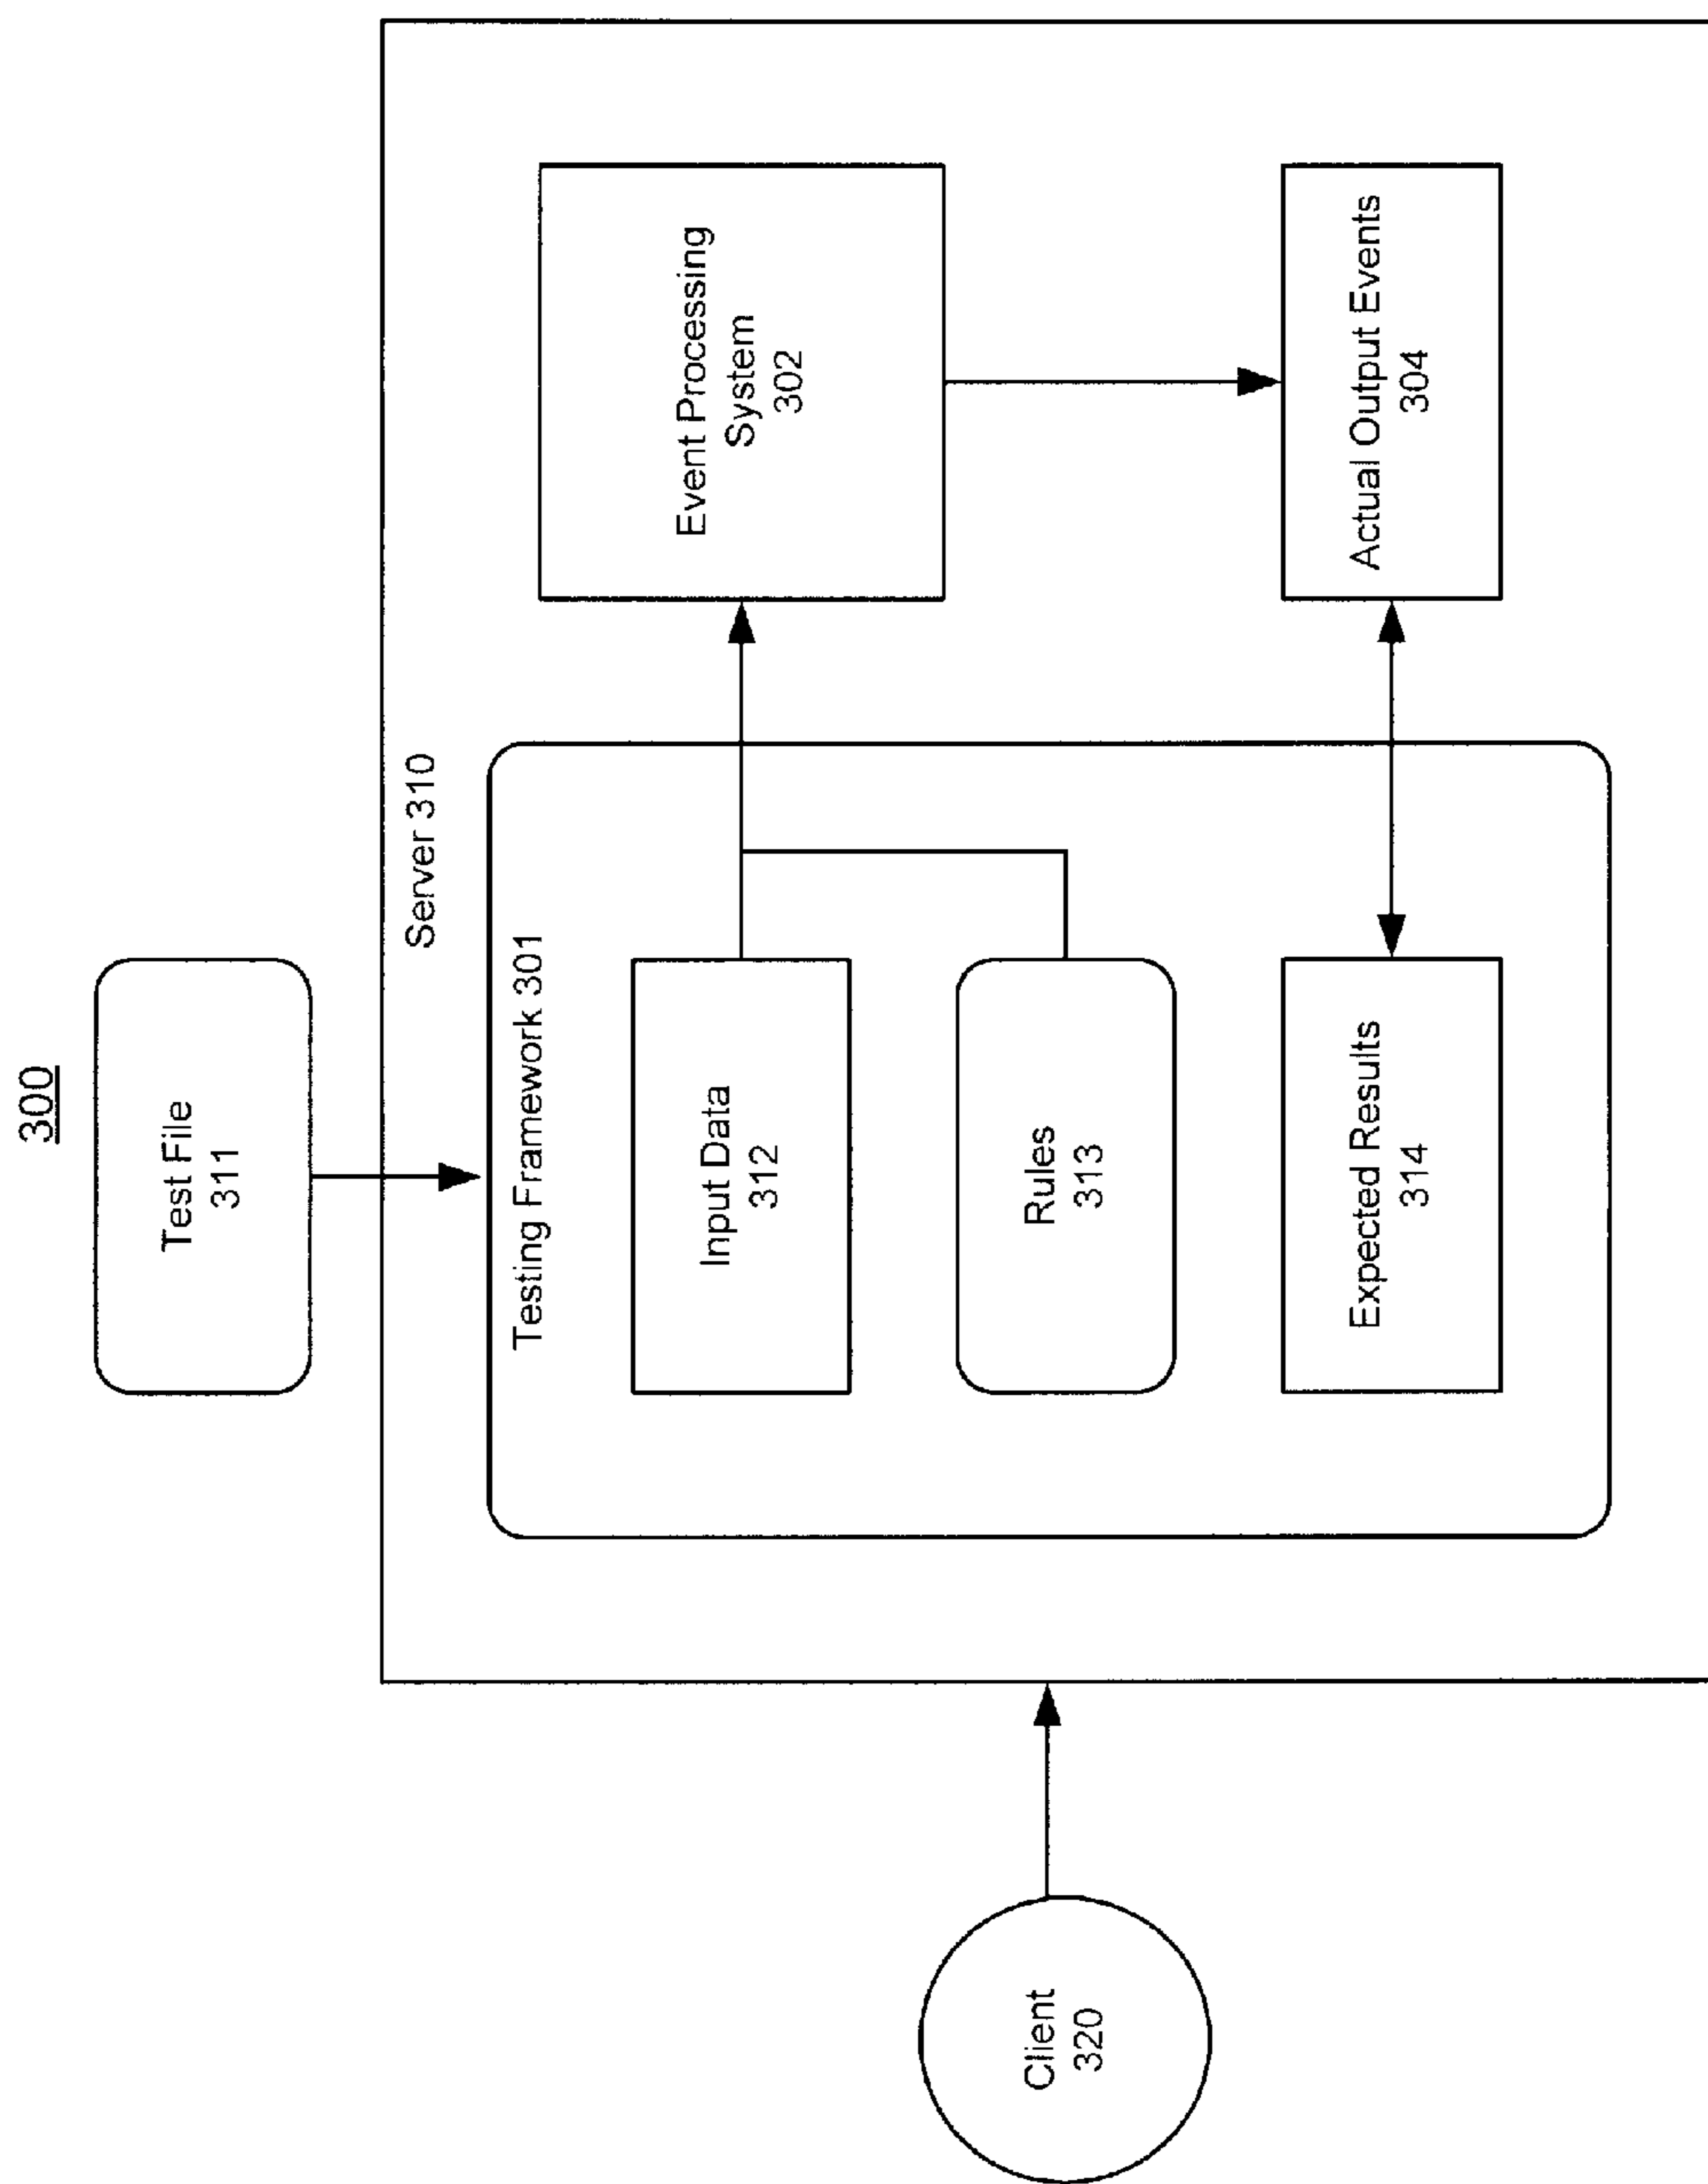 300
Test File
311
Server 310
Testing Framework 301
Input Data
312
Event Processing
System
302
Rules
313
Expected Results
314
Actual Output Events
304
Client
320